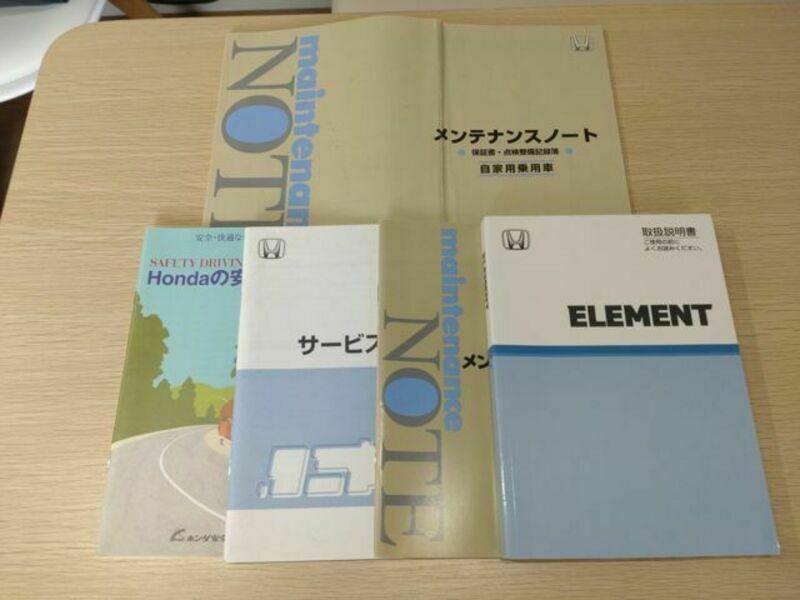 maintenance
NOTE
メンテナンスノート
保証書・点検整備記録簿
自家用乗用車
安全・快適な
SAFETY DRIVIN
Hondaの安
サービス
maintenance
NOTE
メン
取扱説明書
ご使用の前に
よくお読みください。
ELEMENT